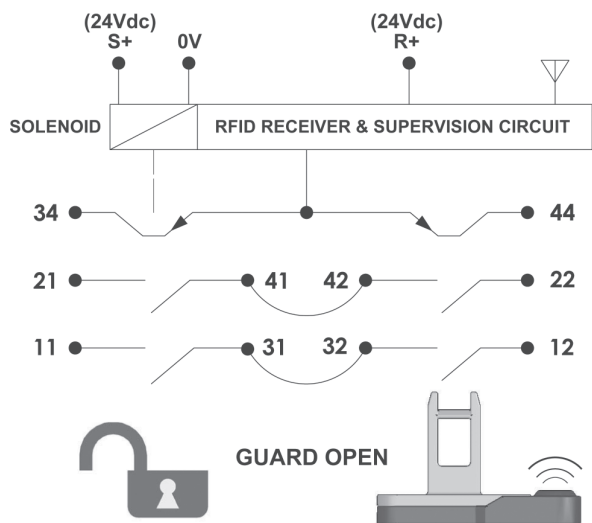 (24Vdc) (24Vdc)
S+ 0V R+
SOLENOID RFID RECEIVER & SUPERVISION CIRCUIT
34 44
21 41 42 22
11 31 32 12
GUARD OPEN